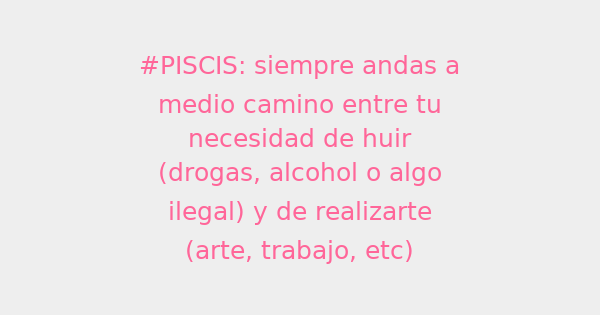 #PISCIS: siempre andas a
medio camino entre tu
necesidad de huir
(drogas, alcohol o algo
ilegal) y de realizarte
(arte, trabajo, etc)